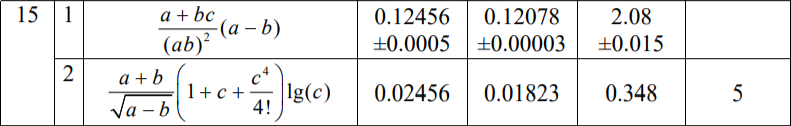 15 1 \frac{a + bc}{(ab)^2}(a - b) 0.12456 ±0.0005 0.12078 ±0.00003 2.08 ±0.015
2 \frac{a + b}{\sqrt{a - b}}\left(1 + c + \frac{c^4}{4!}\right)\lg(c) 0.02456 0.01823 0.348 5